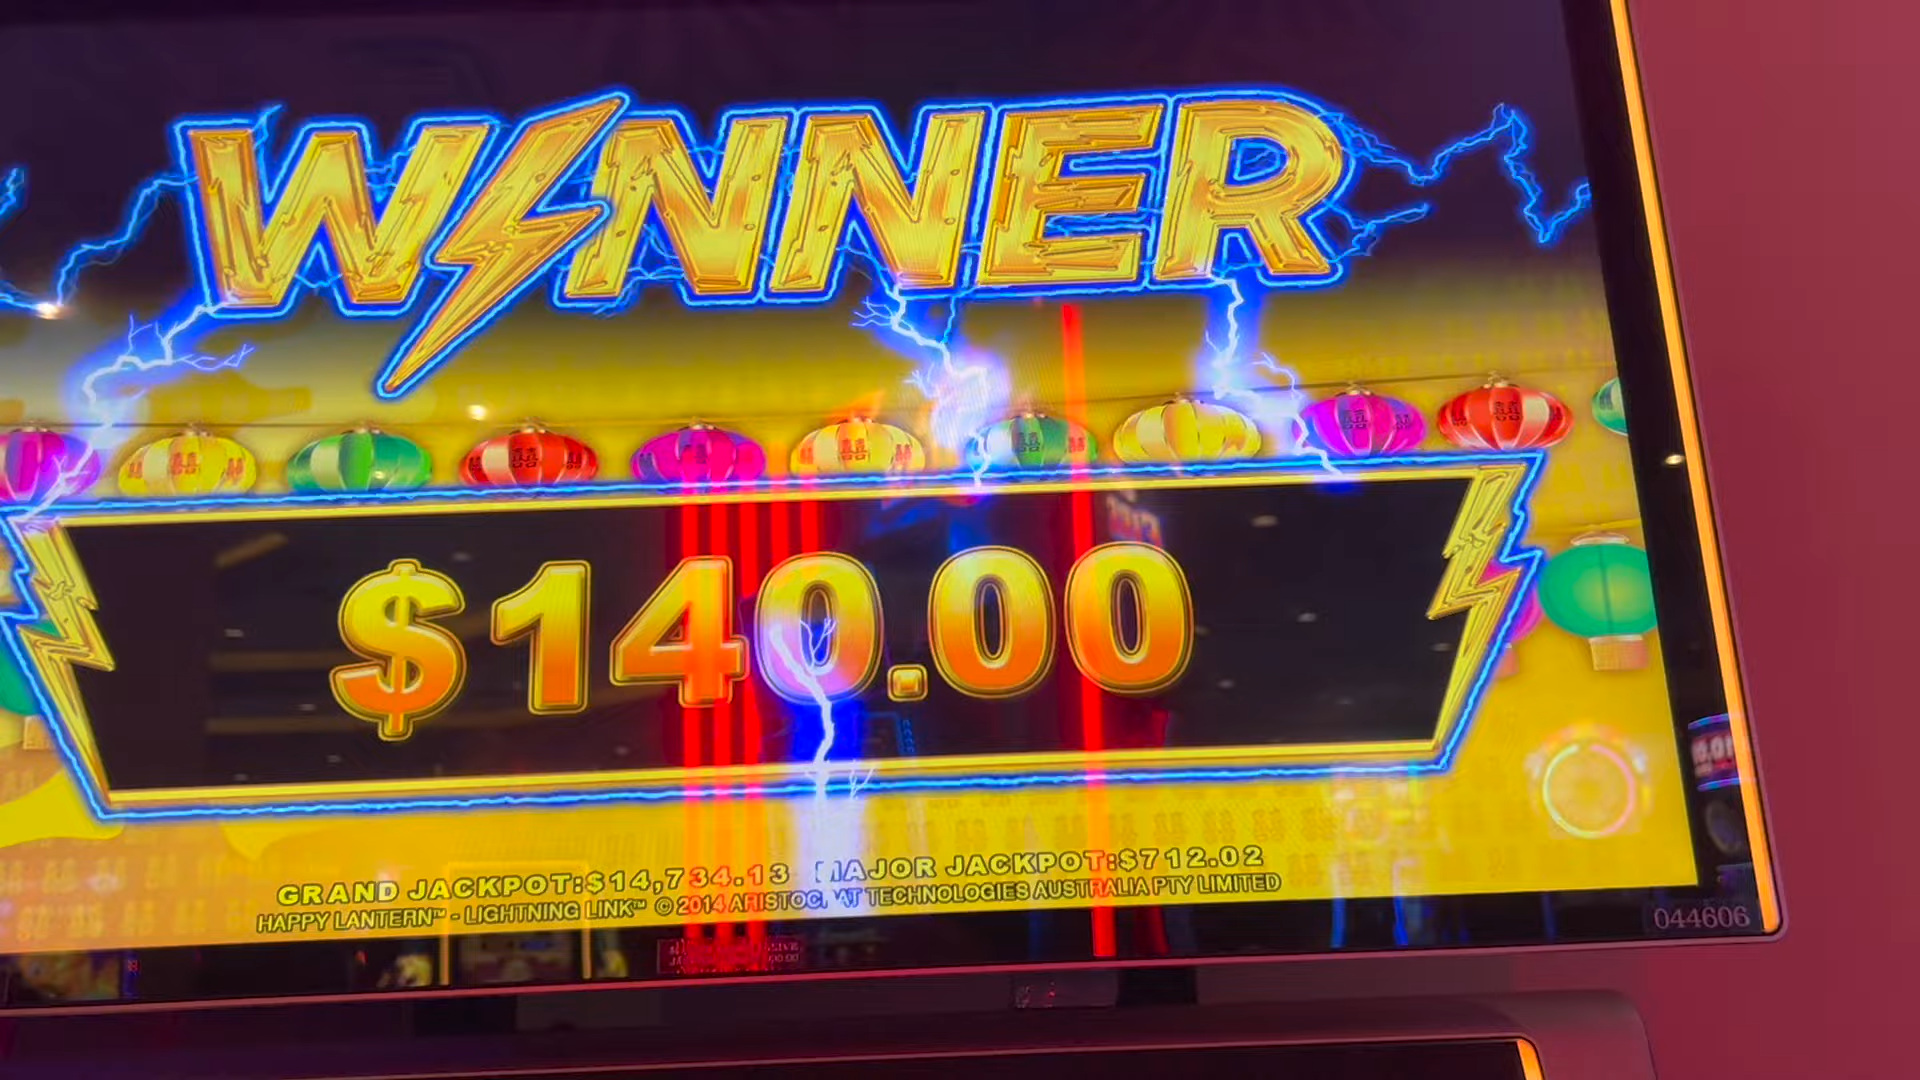 WINNER
$140.00
GRAND JACKPOT:$14,734.13 MAJOR JACKPOT:$712.02
HAPPY LANTERN™ - LIGHTNING LINK™ © 2014 ARISTOCRAT TECHNOLOGIES AUSTRALIA PTY LIMITED
044606